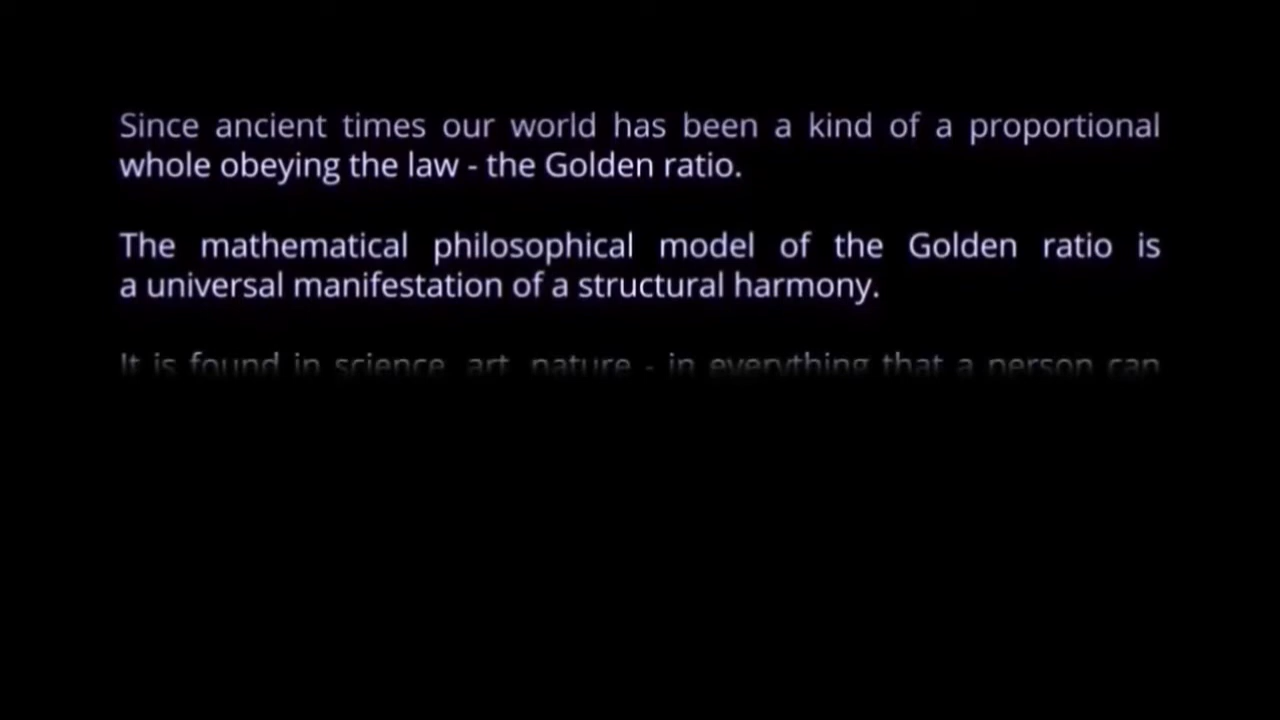 Since ancient times our world has been a kind of a proportional
whole obeying the law - the Golden ratio.
The mathematical philosophical model of the Golden ratio is
a universal manifestation of a structural harmony.
It is found in science, art, nature - in everything that a person can